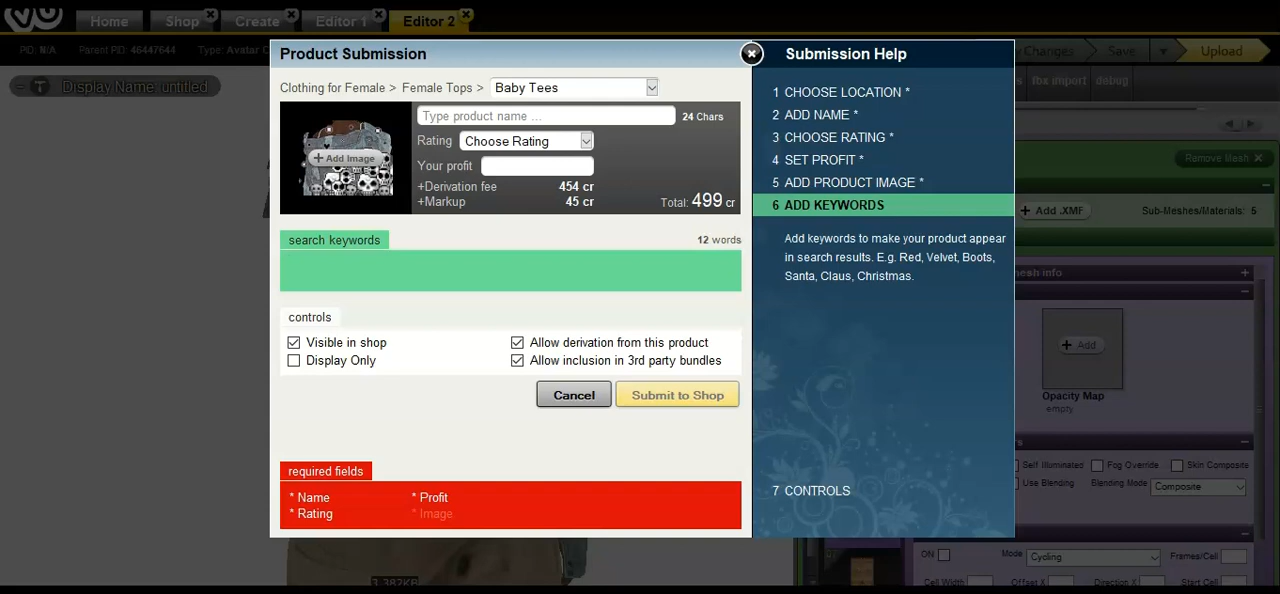 Home
Shop
Create
Editor 1
Editor 2
PID: N/A
Parent PID: 46447644
Type: Avatar C
Changes
Save
Upload
Display Name: untitled
fbx import
debug
Product Submission
Clothing for Female > Female Tops >
Baby Tees
Type product name ...
24 Chars
+ Add Image
Rating
Choose Rating
Your profit
+Derivation fee
454 cr
+Markup
45 cr
Total: 499 cr
search keywords
12 words
controls
Visible in shop
Allow derivation from this product
Display Only
Allow inclusion in 3rd party bundles
Cancel
Submit to Shop
required fields
* Name
* Profit
* Rating
* Image
Submission Help
1 CHOOSE LOCATION *
2 ADD NAME *
3 CHOOSE RATING *
4 SET PROFIT *
5 ADD PRODUCT IMAGE *
6 ADD KEYWORDS
Add keywords to make your product appear
in search results. E.g. Red, Velvet, Boots,
Santa, Claus, Christmas.
7 CONTROLS
Remove Mesh
+ Add .XMF
Sub-Meshes/Materials: 5
mesh info
+ Add
Opacity Map
empty
Self Illuminated
Fog Override
Skin Composite
Use Blending
Blending Mode
Composite
ON
Mode
Cycling
Frames/Cell
Cell Width
Offset X
Direction X
Start Cell
3,382KB